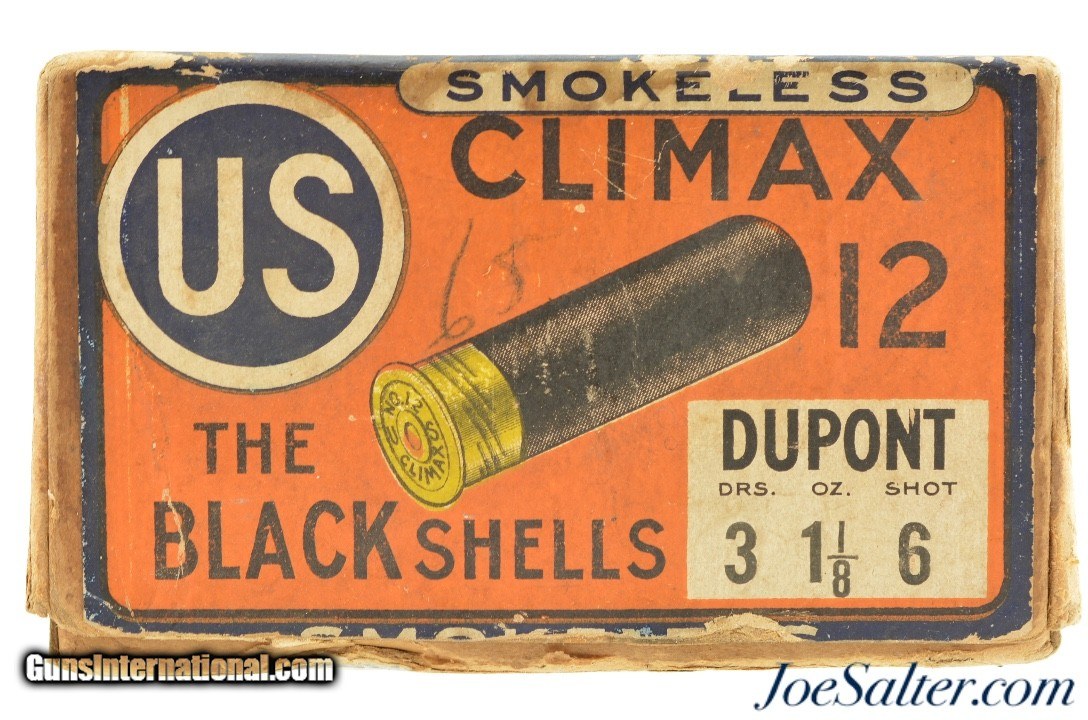 SMOKELESS
US
CLIMAX
65
12
No. 12
CLIMAX
U.S.
THE
BLACK SHELLS
DUPONT
DRS. OZ. SHOT
3 1 1/8 6
GunsInternational.com
JoeSalter.com